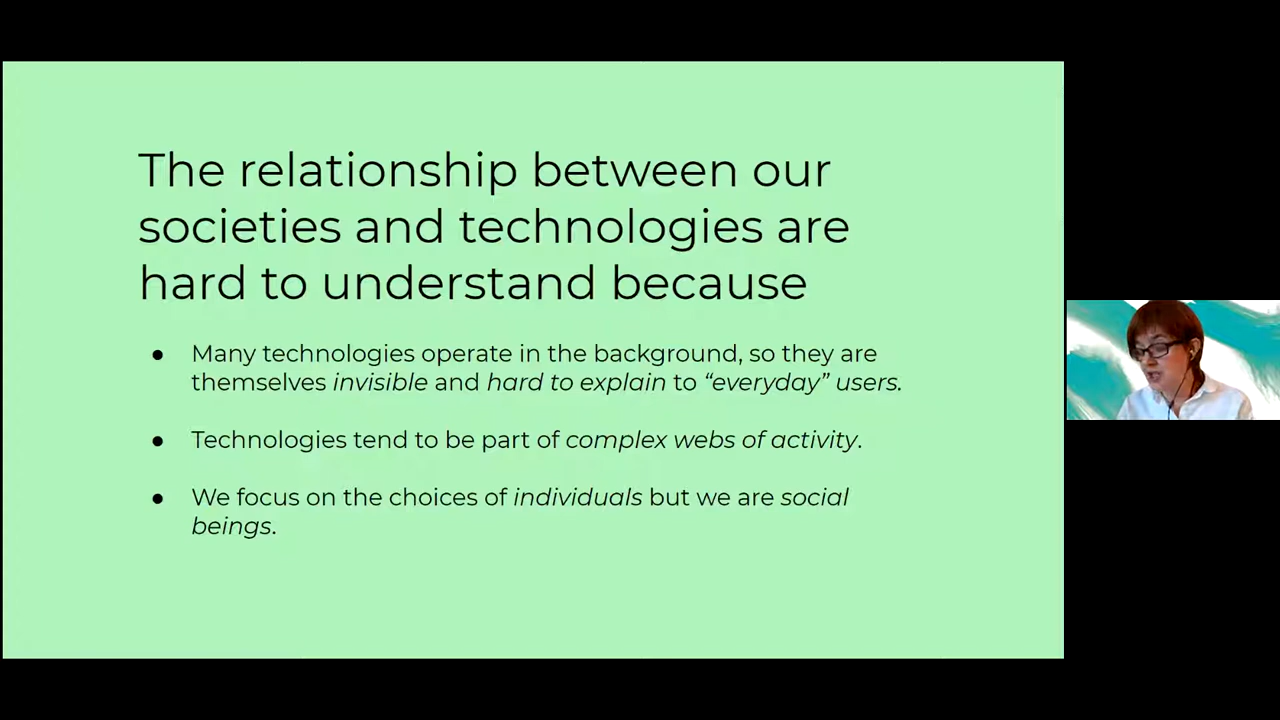 The relationship between our
societies and technologies are
hard to understand because
● Many technologies operate in the background, so they are
themselves invisible and hard to explain to “everyday” users.
● Technologies tend to be part of complex webs of activity.
● We focus on the choices of individuals but we are social
beings.